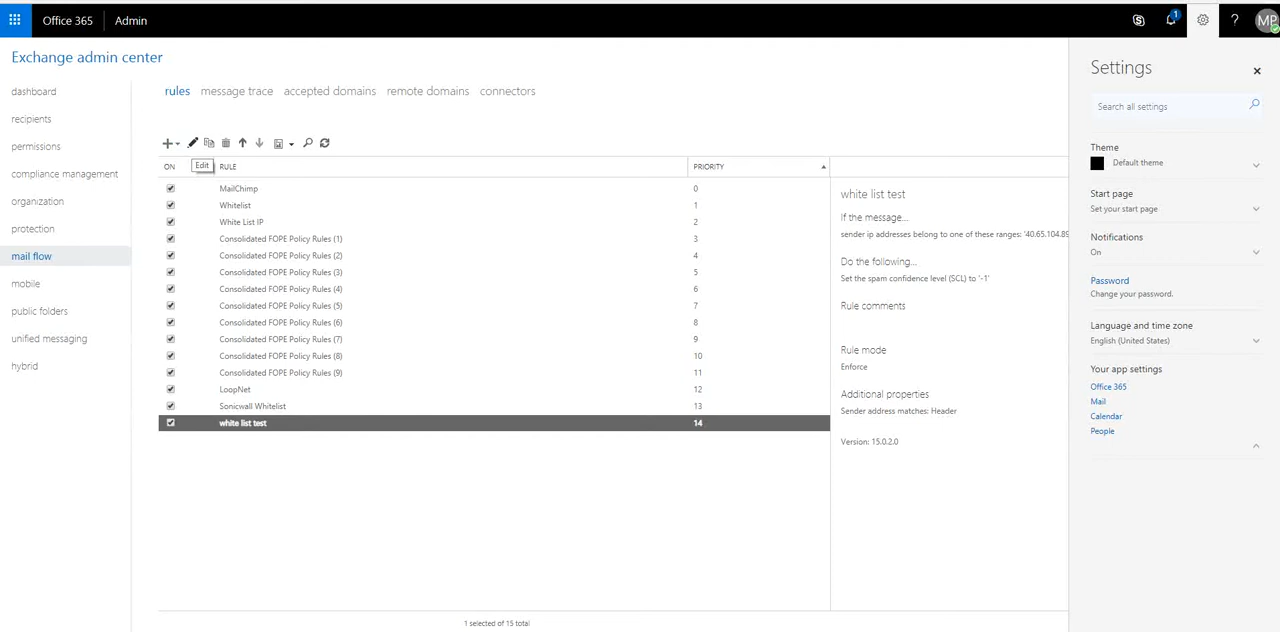 Office 365
Admin
1
?
MP
Exchange admin center
dashboard
recipients
permissions
compliance management
organization
protection
mail flow
mobile
public folders
unified messaging
hybrid
rules message trace accepted domains remote domains connectors
Edit
ON RULE PRIORITY
MailChimp 0
Whitelist 1
White List IP 2
Consolidated FOPE Policy Rules (1) 3
Consolidated FOPE Policy Rules (2) 4
Consolidated FOPE Policy Rules (3) 5
Consolidated FOPE Policy Rules (4) 6
Consolidated FOPE Policy Rules (5) 7
Consolidated FOPE Policy Rules (6) 8
Consolidated FOPE Policy Rules (7) 9
Consolidated FOPE Policy Rules (8) 10
Consolidated FOPE Policy Rules (9) 11
LoopNet 12
Sonicwall Whitelist 13
white list test 14
1 selected of 15 total
white list test
If the message...
sender ip addresses belong to one of these ranges: '40.65.104.89
Do the following...
Set the spam confidence level (SCL) to '-1'
Rule comments
Rule mode
Enforce
Additional properties
Sender address matches: Header
Version: 15.0.2.0
Settings
Search all settings
Theme
Default theme
Start page
Set your start page
Notifications
On
Password
Change your password.
Language and time zone
English (United States)
Your app settings
Office 365
Mail
Calendar
People